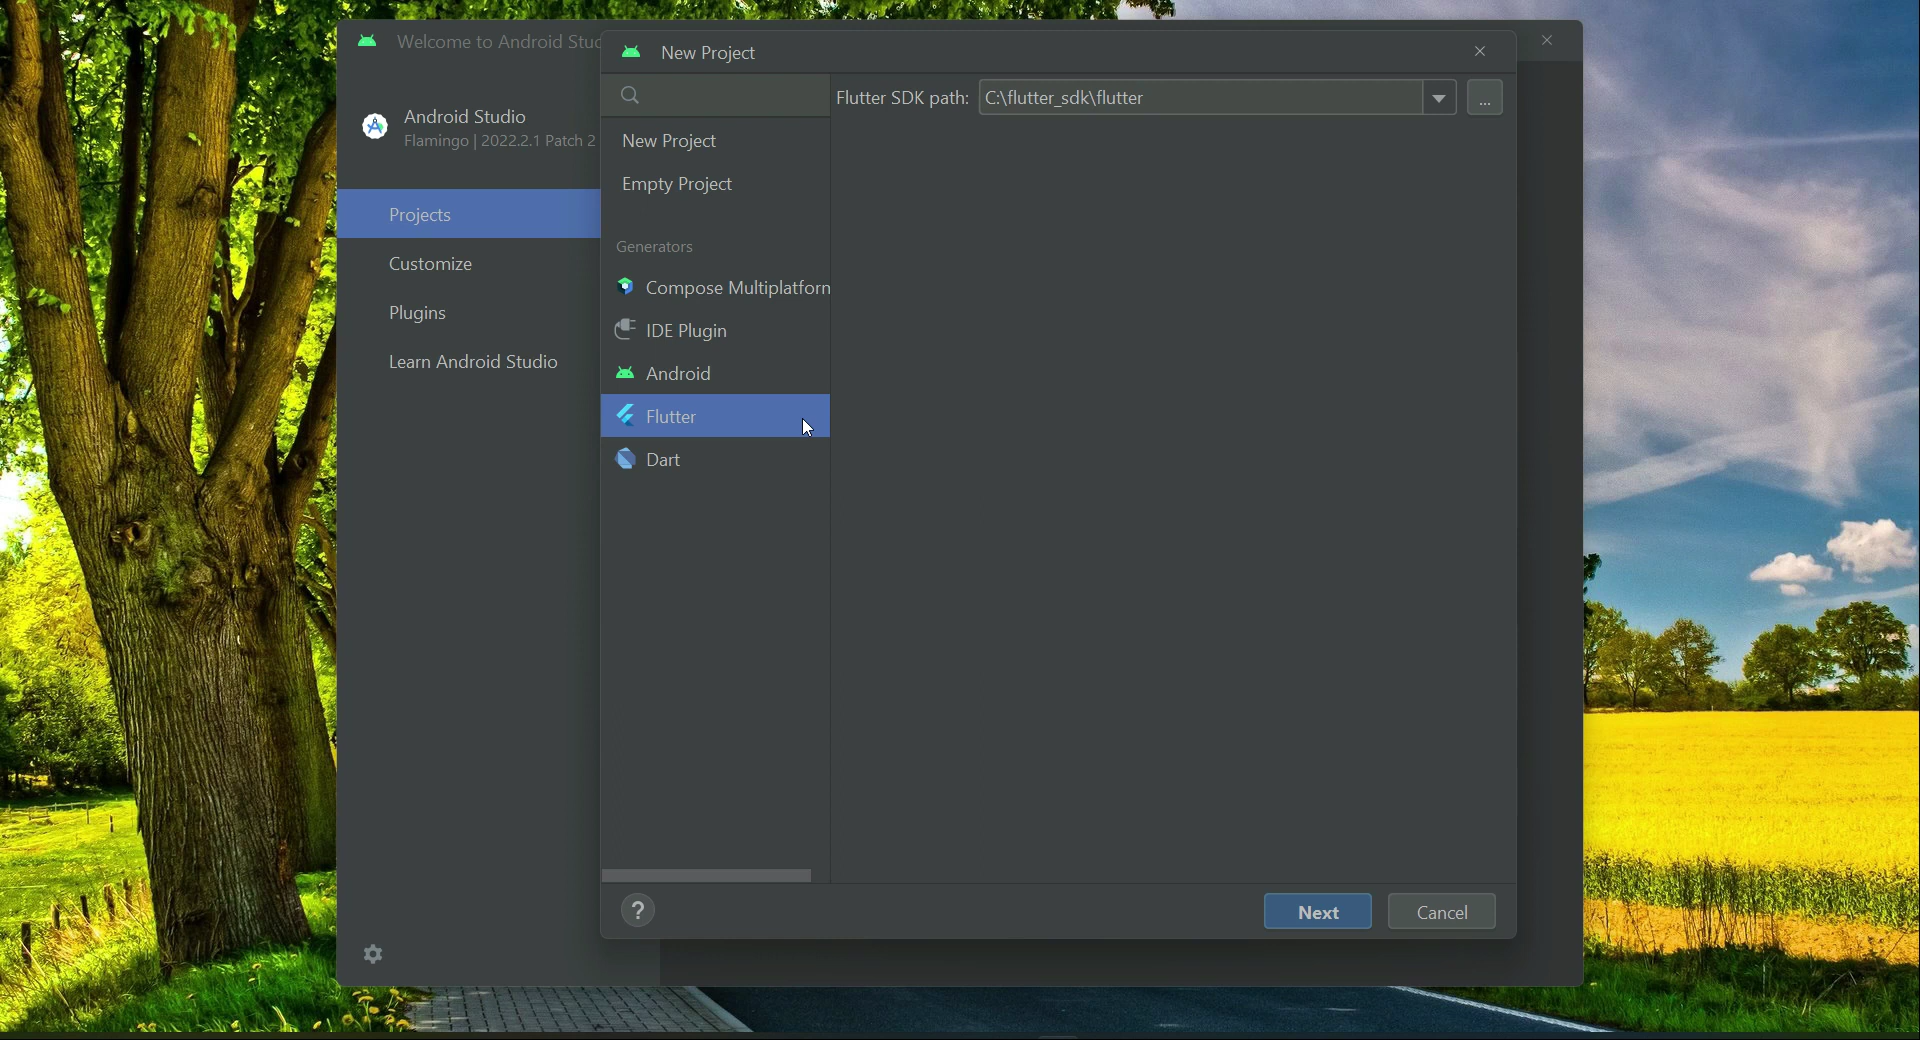 Welcome to Android Stud
Android Studio
Flamingo | 2022.2.1 Patch 2
Projects
Customize
Plugins
Learn Android Studio
New Project
New Project
Empty Project
Generators
Compose Multiplatform
IDE Plugin
Android
Flutter
Dart
Flutter SDK path: C:\flutter_sdk\flutter
...
?
Next
Cancel